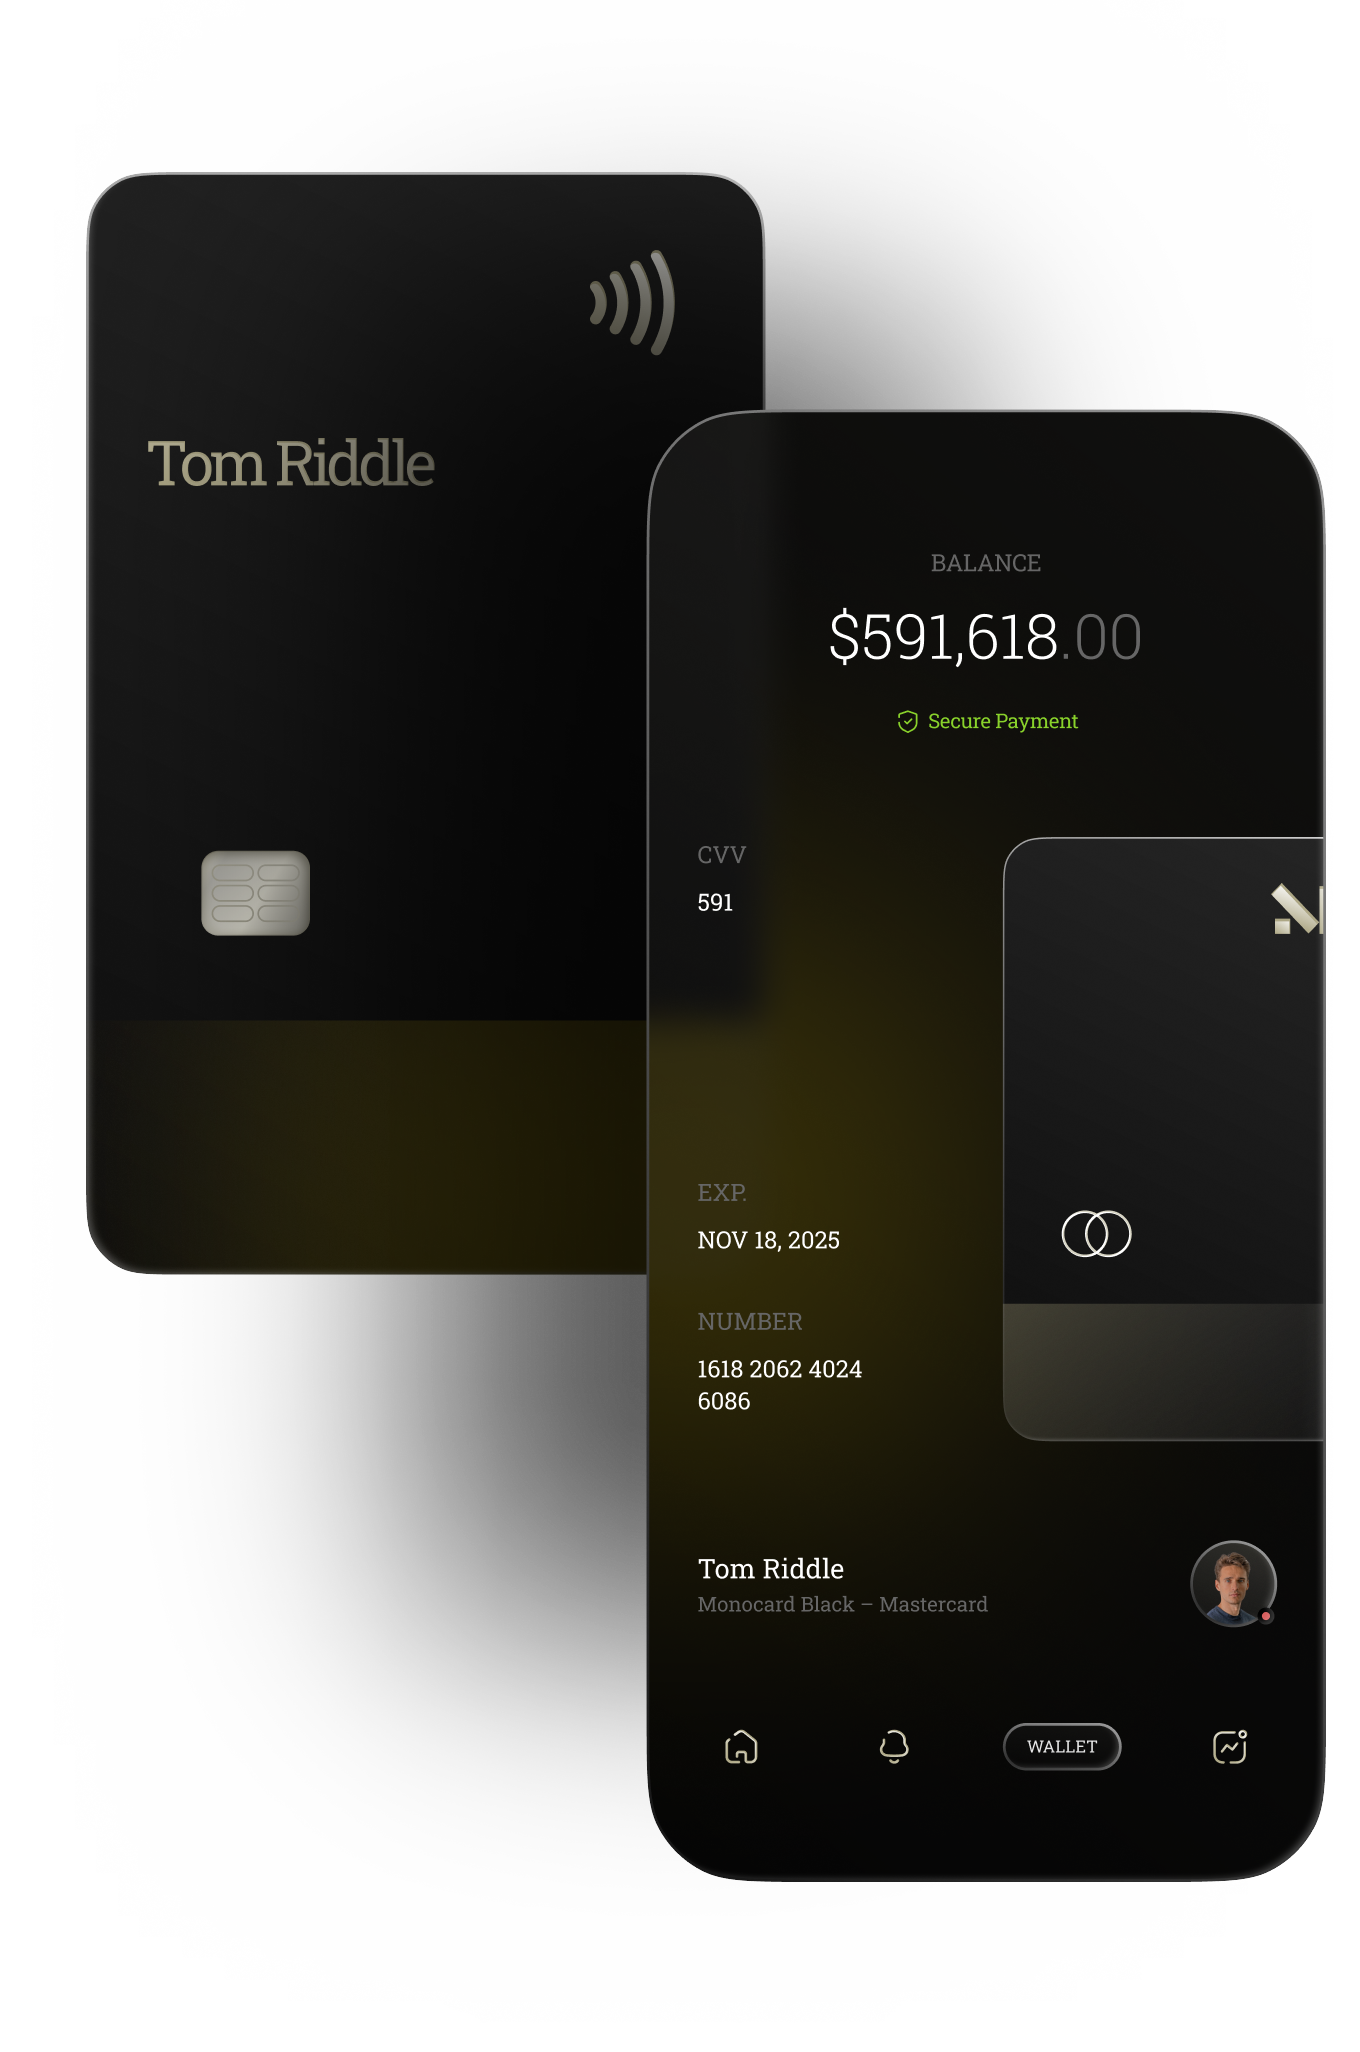 Tom Riddle
BALANCE
$591,618.00
Secure Payment
CVV
591
EXP.
NOV 18, 2025
NUMBER
1618 2062 4024
6086
Tom Riddle
Monocard Black – Mastercard
WALLET